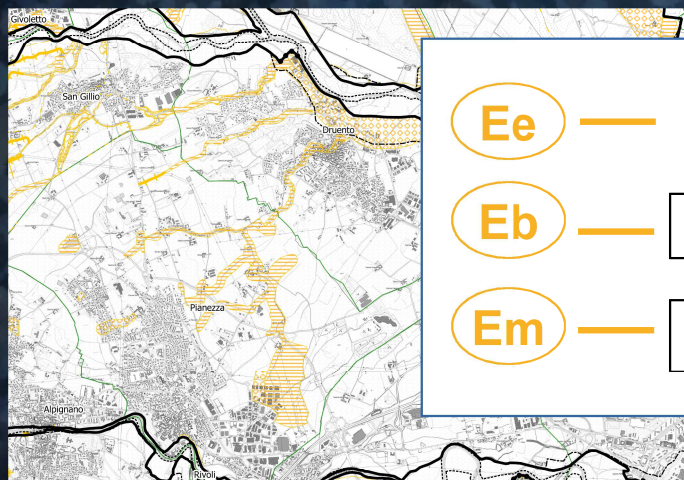 Givoletto
San Gillio
Druento
Pianezza
Alpignano
Rivoli
Ee
Eb
Em